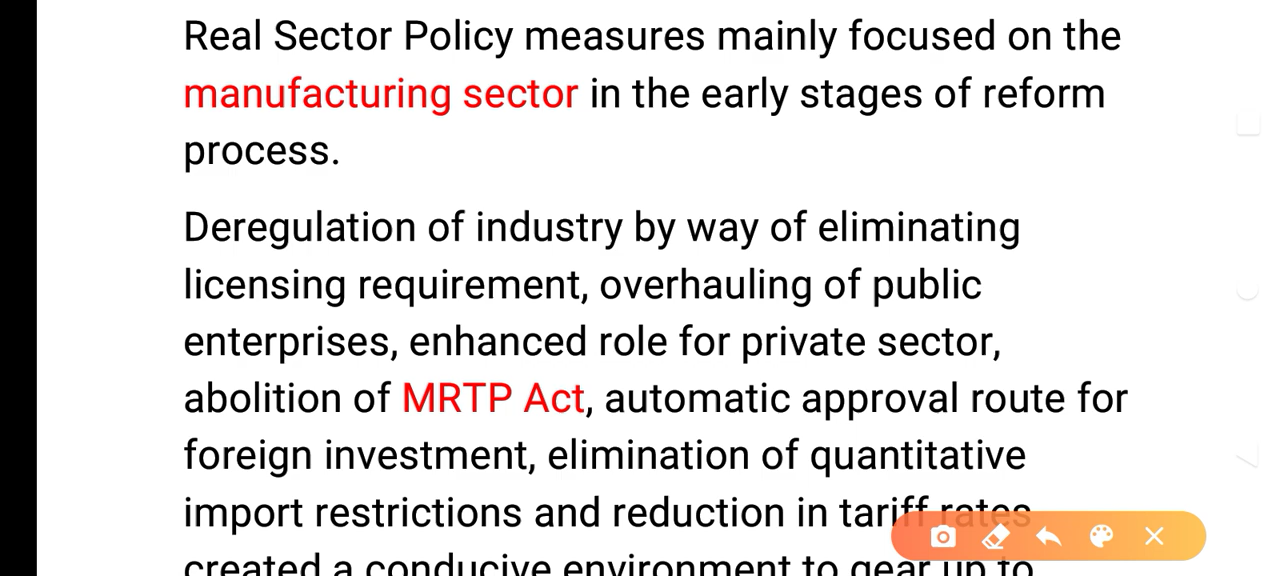 Real Sector Policy measures mainly focused on the
manufacturing sector in the early stages of reform
process.
Deregulation of industry by way of eliminating
licensing requirement, overhauling of public
enterprises, enhanced role for private sector,
abolition of MRTP Act, automatic approval route for
foreign investment, elimination of quantitative
import restrictions and reduction in tariff rates
created a conducive environment to gear up to